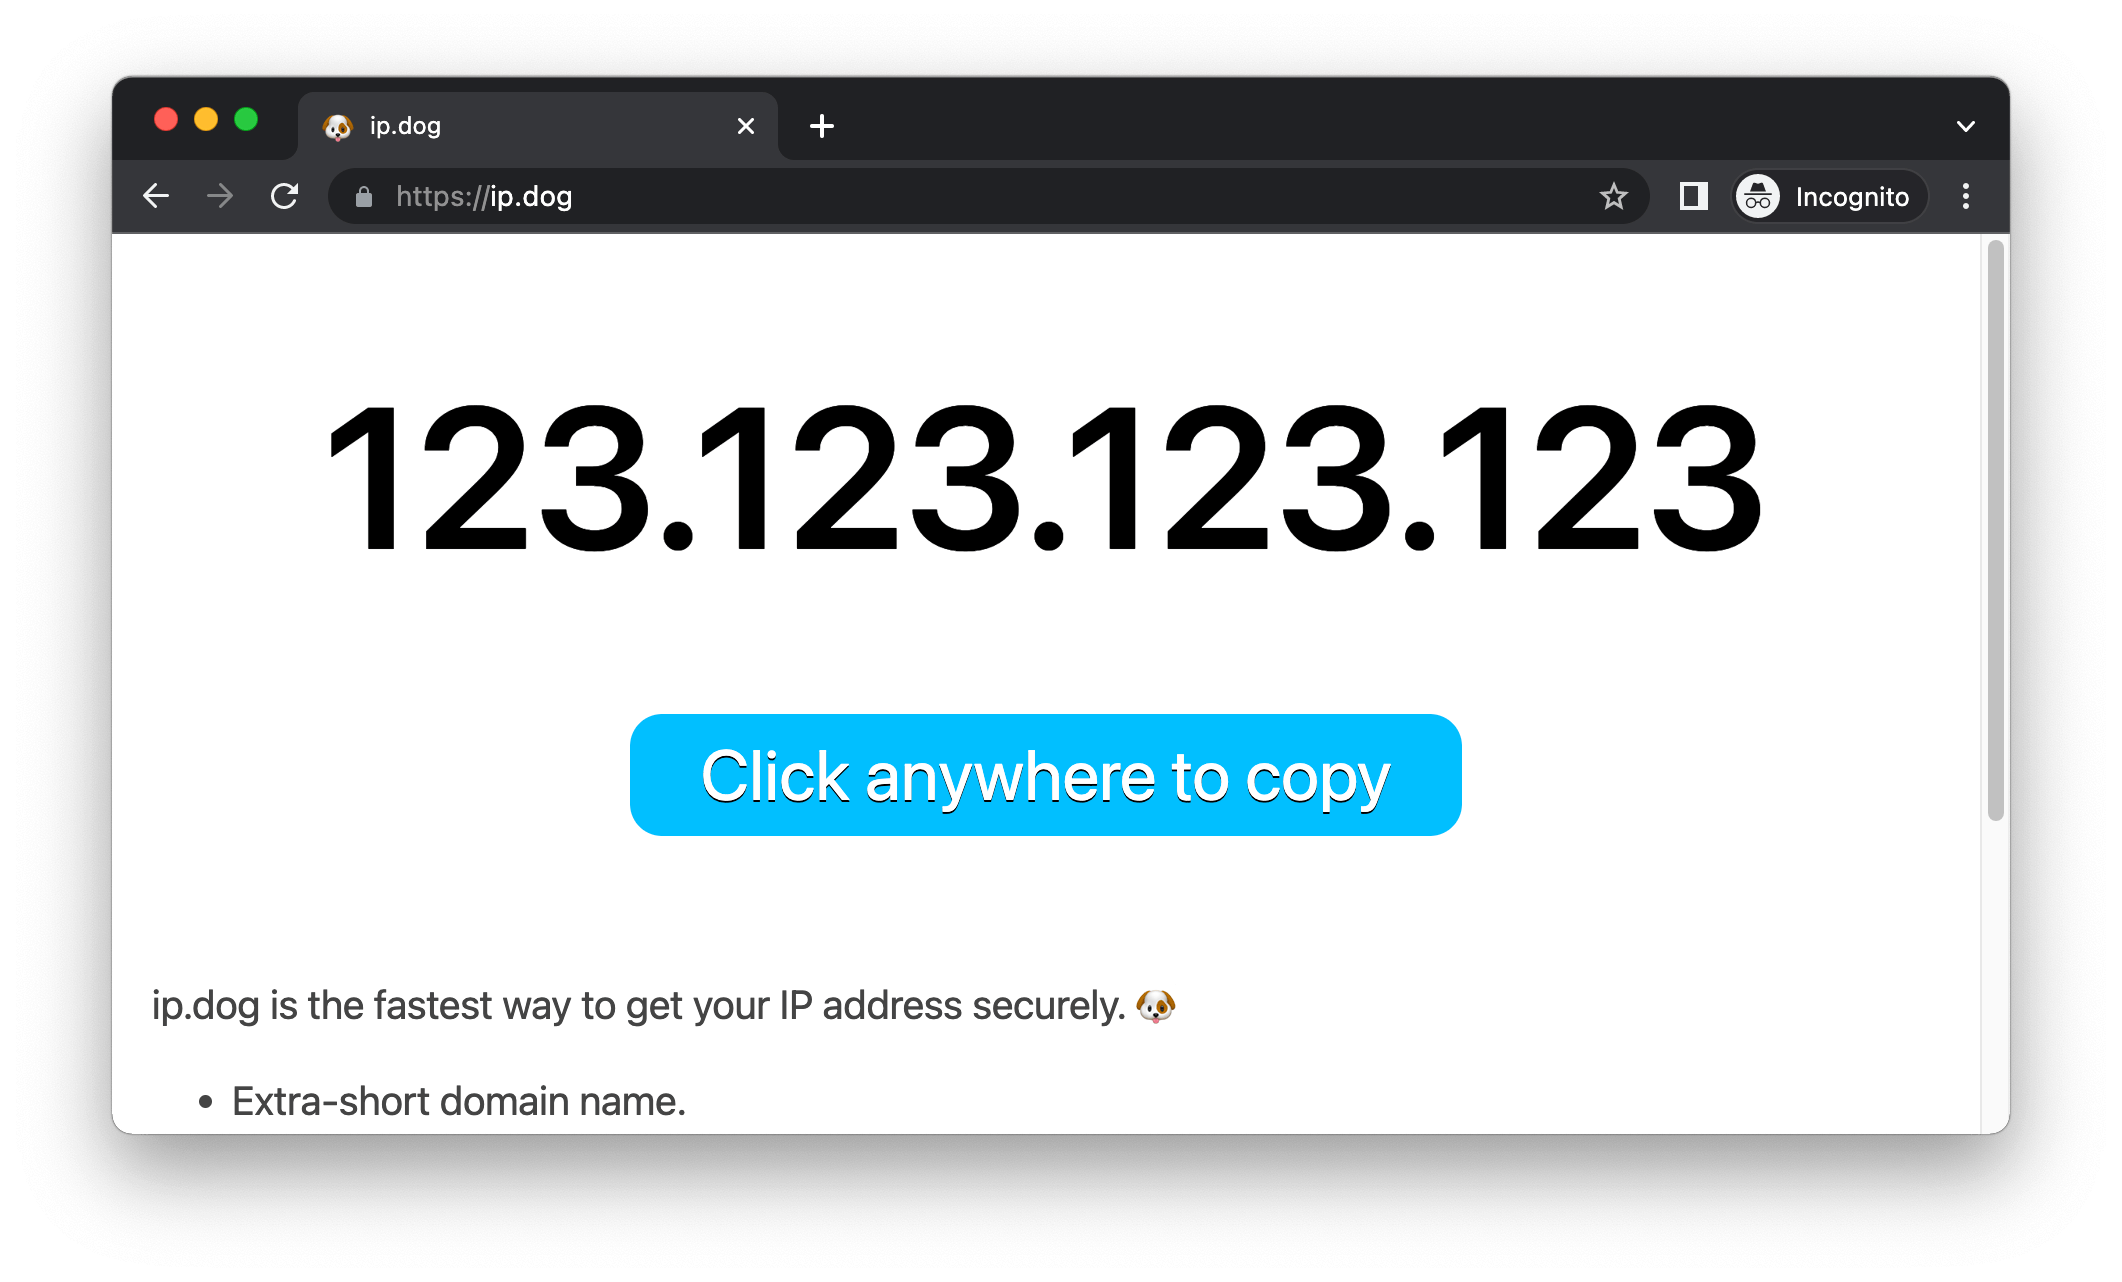 ip.dog
https://ip.dog
Incognito
123.123.123.123
Click anywhere to copy
ip.dog is the fastest way to get your IP address securely. 🐶
• Extra-short domain name.